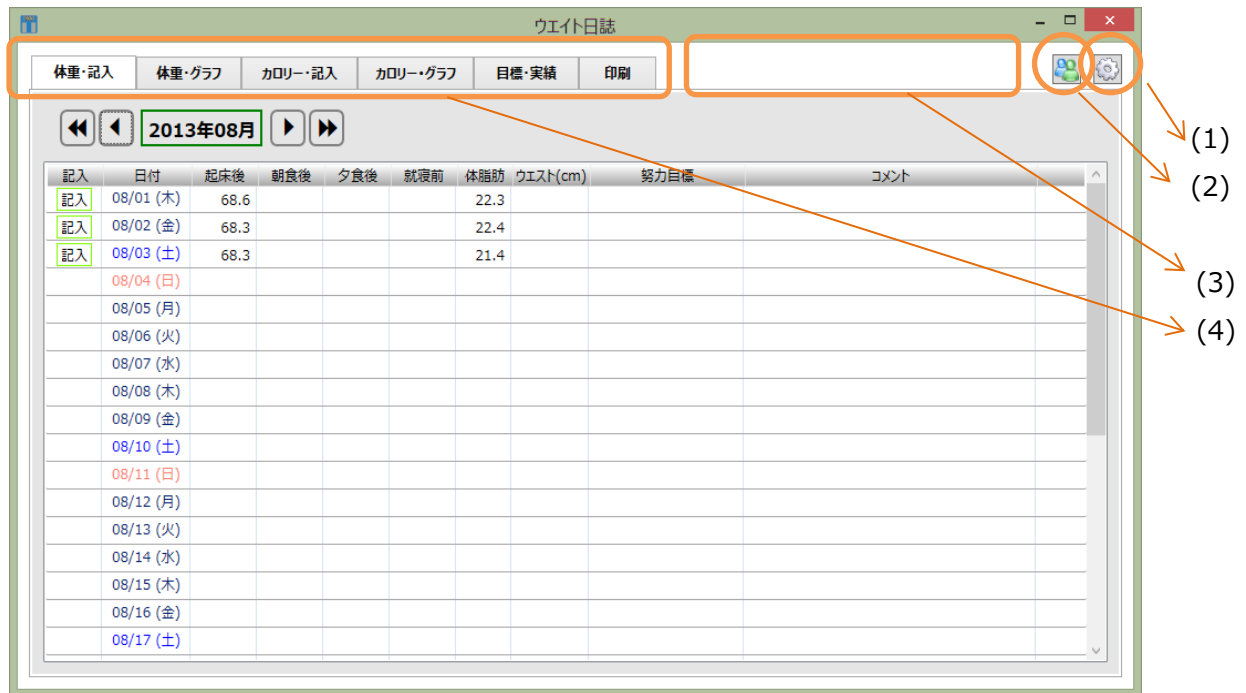 ウエイト日誌
体重・記入 体重・グラフ カロリー・記入 カロリー・グラフ 目標・実績 印刷
2013年08月
(1)
(2)
(3)
(4)
記入 日付 起床後 朝食後 夕食後 就寝前 体脂肪 ウエスト(cm) 努力目標 コメント
記入 08/01 (木) 68.6 22.3
記入 08/02 (金) 68.3 22.4
記入 08/03 (土) 68.3 21.4
08/04 (日)
08/05 (月)
08/06 (火)
08/07 (水)
08/08 (木)
08/09 (金)
08/10 (土)
08/11 (日)
08/12 (月)
08/13 (火)
08/14 (水)
08/15 (木)
08/16 (金)
08/17 (土)